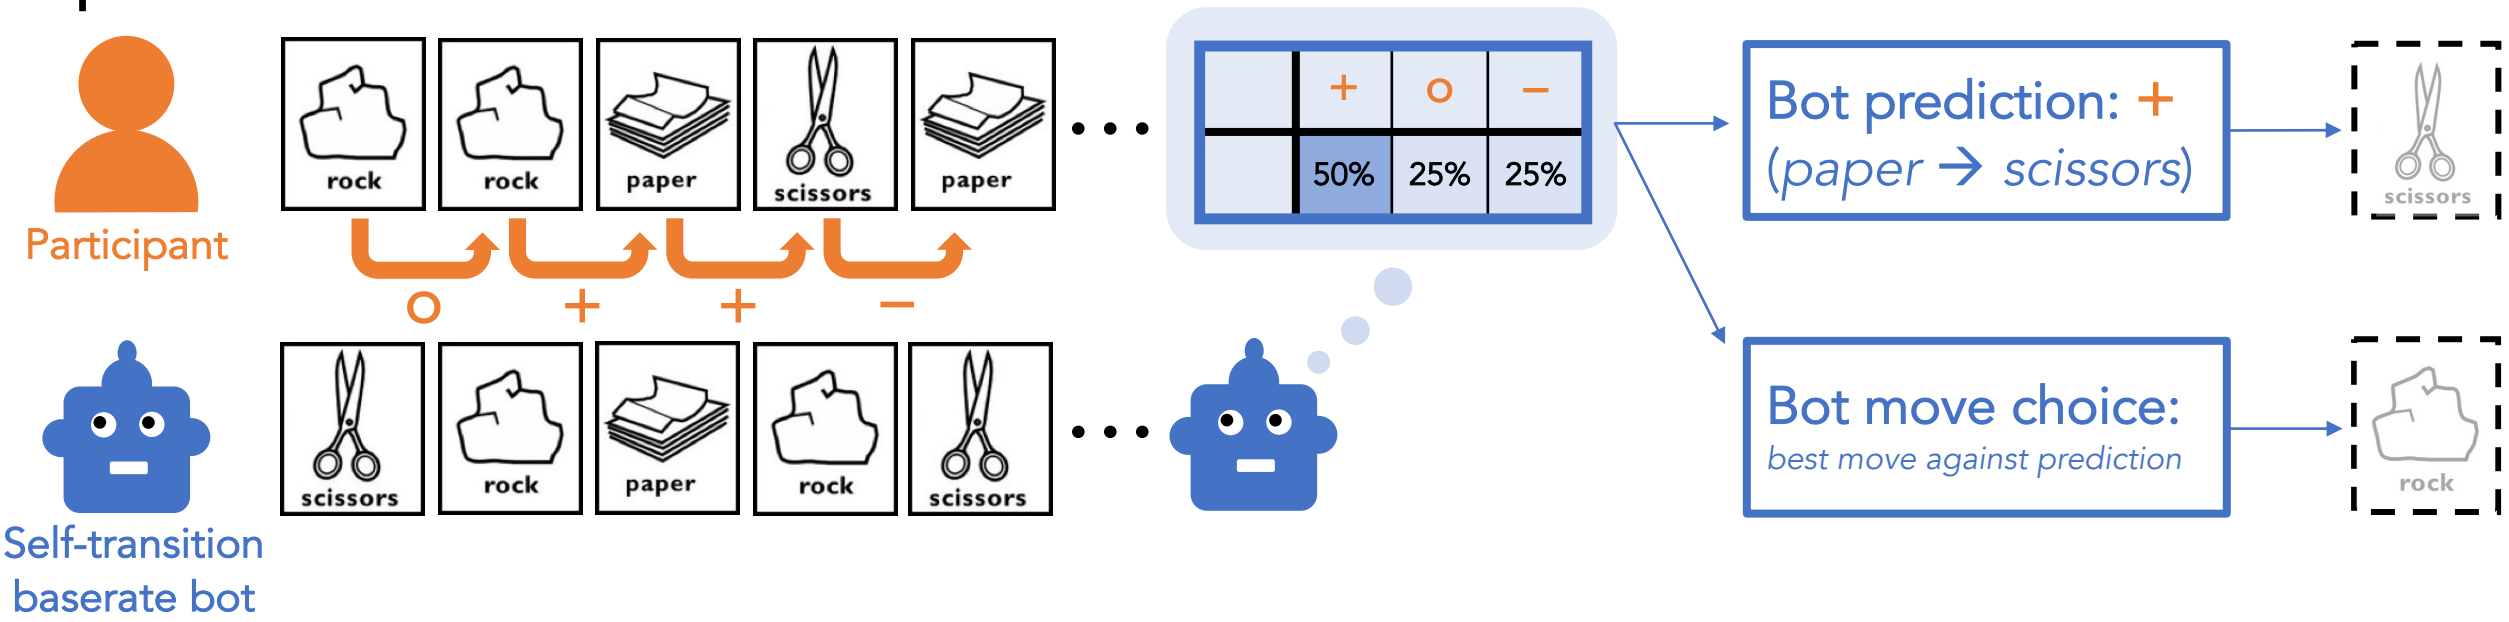 rock rock paper scissors paper
Participant
o + + −
scissors rock paper rock scissors
Self-transition
baserate bot
+ o −
50% 25% 25%
Bot prediction: +
(paper → scissors)
scissors
Bot move choice:
best move against prediction
rock